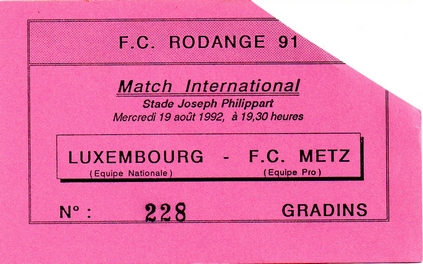 F.C. RODANGE 91
Match International
Stade Joseph Philippart
Mercredi 19 août 1992, à 19,30 heures
LUXEMBOURG - F.C. METZ
(Equipe Nationale) (Equipe Pro)
N° : 228 GRADINS